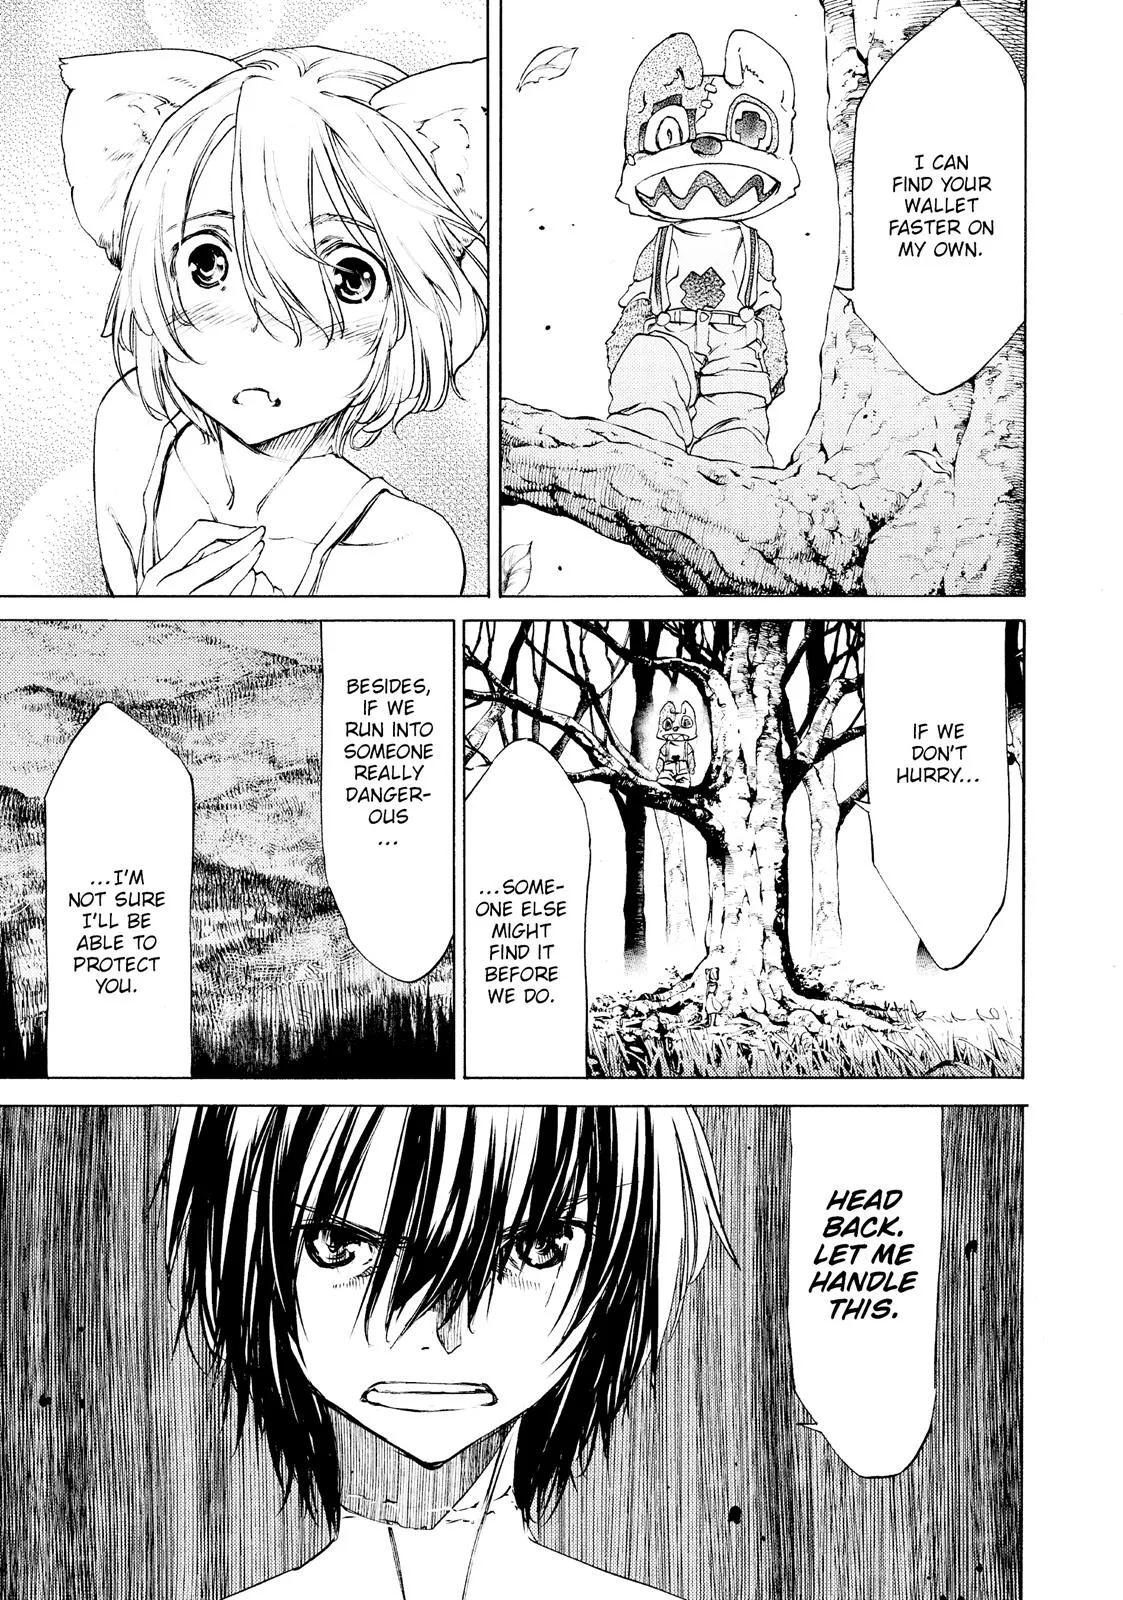 I CAN
FIND YOUR
WALLET
FASTER ON
MY OWN.
IF WE
DON'T
HURRY...
...SOME-
ONE ELSE
MIGHT
FIND IT
BEFORE
WE DO.
BESIDES,
IF WE
RUN INTO
SOMEONE
REALLY
DANGER-
OUS
...
...I'M
NOT SURE
I'LL BE
ABLE TO
PROTECT
YOU.
HEAD
BACK.
LET ME
HANDLE
THIS.